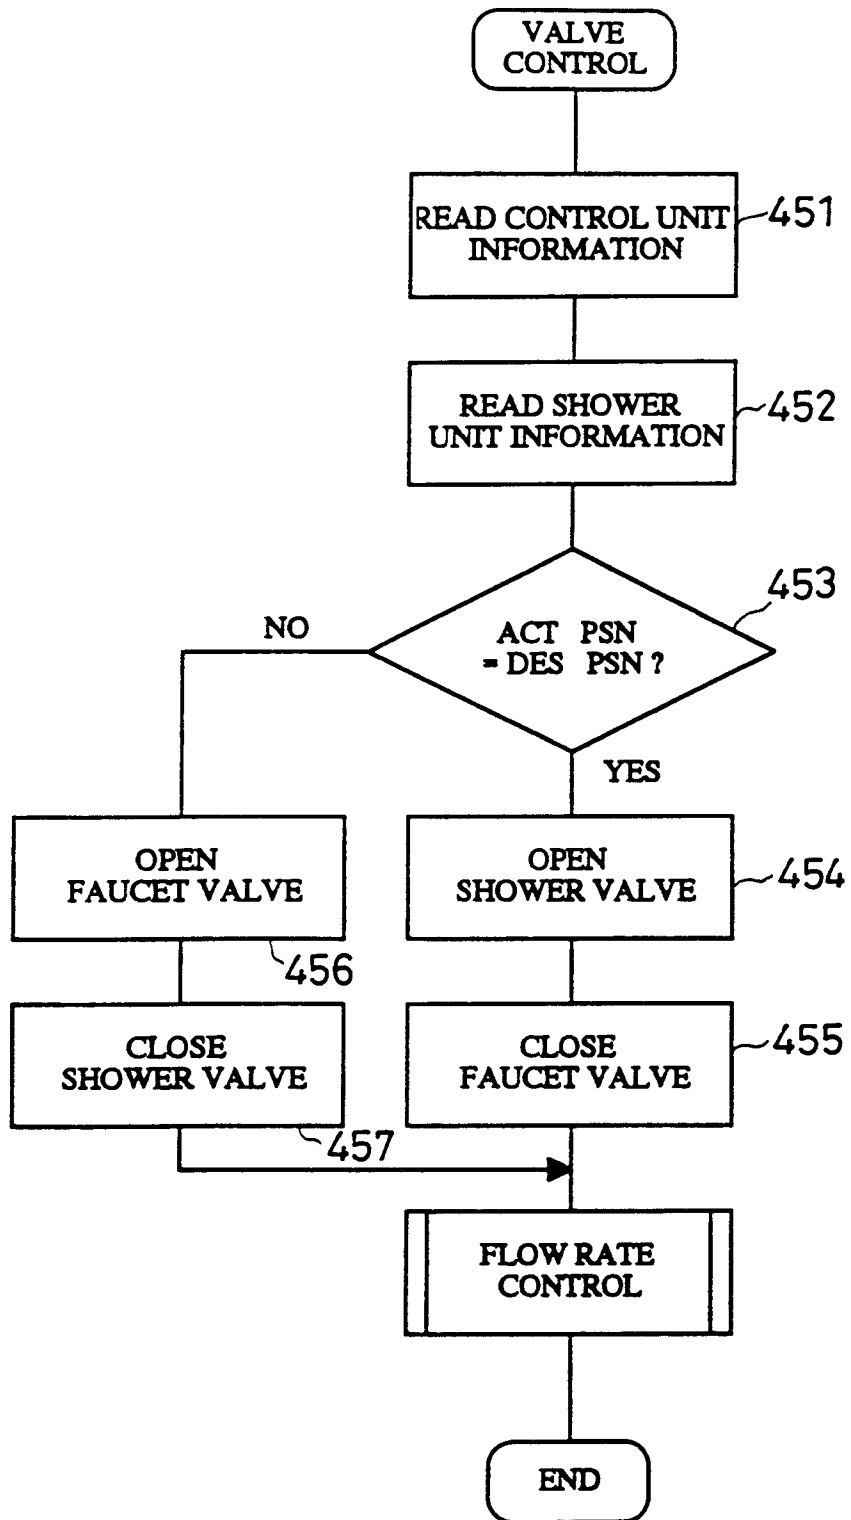 VALVE
CONTROL
READ CONTROL UNIT
INFORMATION
451
READ SHOWER
UNIT INFORMATION
452
453
ACT PSN
= DES PSN ?
NO
YES
OPEN
FAUCET VALVE
456
OPEN
SHOWER VALVE
454
CLOSE
SHOWER VALVE
457
CLOSE
FAUCET VALVE
455
FLOW RATE
CONTROL
END